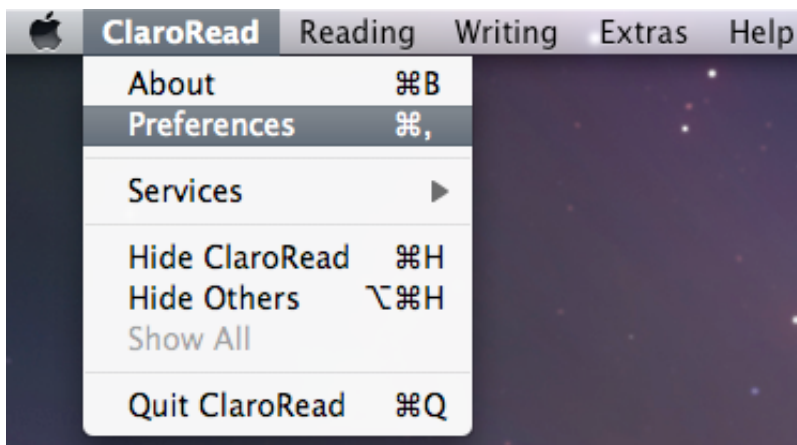 ClaroRead Reading Writing Extras Help
About ⌘B
Preferences ⌘,
Services ▶
Hide ClaroRead ⌘H
Hide Others ⌥⌘H
Show All
Quit ClaroRead ⌘Q